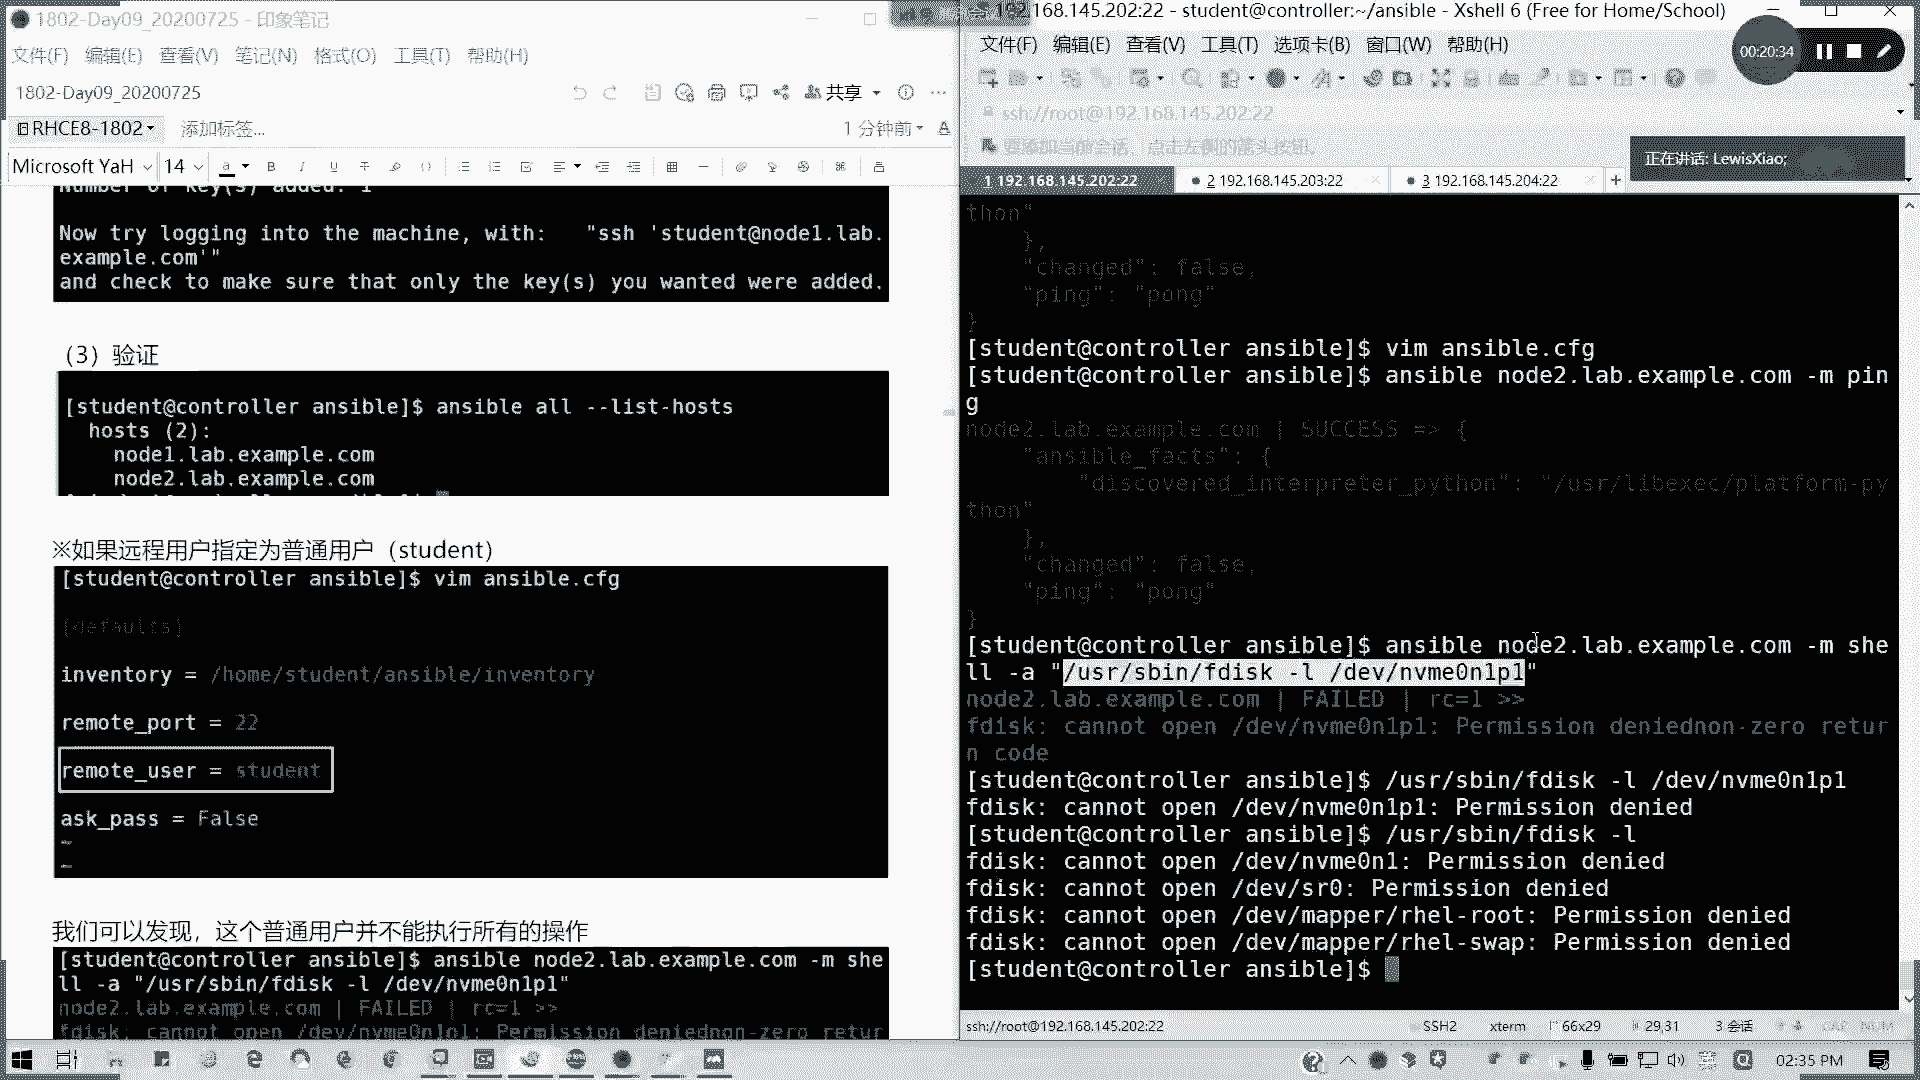 1802-Day09_20200725 - 印象笔记
文件(F) 编辑(E) 查看(V) 笔记(N) 格式(O) 工具(T) 帮助(H)
1802-Day09_20200725
共享
RHCE8-1802 添加标签...
1 分钟前
Microsoft YaH 14
Number of key(s) added: 1
Now try logging into the machine, with:   "ssh 'student@node1.lab.
example.com'"
and check to make sure that only the key(s) you wanted were added.
（3）验证
[student@controller ansible]$ ansible all --list-hosts
hosts (2):
node1.lab.example.com
node2.lab.example.com
※如果远程用户指定为普通用户（student）
[student@controller ansible]$ vim ansible.cfg
[defaults]
inventory = /home/student/ansible/inventory
remote_port = 22
remote_user = student
ask_pass = False
我们可以发现，这个普通用户并不能执行所有的操作
[student@controller ansible]$ ansible node2.lab.example.com -m she
ll -a "/usr/sbin/fdisk -l /dev/nvme0n1p1"
node2.lab.example.com | FAILED | rc=1 >>
fdisk: cannot open /dev/nvme0n1p1: Permission deniednon-zero retur
192.168.145.202:22 - student@controller:~/ansible - Xshell 6 (Free for Home/School)
文件(F) 编辑(E) 查看(V) 工具(T) 选项卡(B) 窗口(W) 帮助(H)
00:20:34
ssh://root@192.168.145.202:22
要添加当前会话，点击左侧的箭头按钮。
正在讲话: LewisXiao;
1 192.168.145.202:22
2 192.168.145.203:22
3 192.168.145.204:22
thon"
},
"changed": false,
"ping": "pong"
}
[student@controller ansible]$ vim ansible.cfg
[student@controller ansible]$ ansible node2.lab.example.com -m pin
g
node2.lab.example.com | SUCCESS => {
"ansible_facts": {
"discovered_interpreter_python": "/usr/libexec/platform-py
thon"
},
"changed": false,
"ping": "pong"
}
[student@controller ansible]$ ansible node2.lab.example.com -m she
ll -a "/usr/sbin/fdisk -l /dev/nvme0n1p1"
node2.lab.example.com | FAILED | rc=1 >>
fdisk: cannot open /dev/nvme0n1p1: Permission deniednon-zero retur
n code
[student@controller ansible]$ /usr/sbin/fdisk -l /dev/nvme0n1p1
fdisk: cannot open /dev/nvme0n1p1: Permission denied
[student@controller ansible]$ /usr/sbin/fdisk -l
fdisk: cannot open /dev/nvme0n1: Permission denied
fdisk: cannot open /dev/sr0: Permission denied
fdisk: cannot open /dev/mapper/rhel-root: Permission denied
fdisk: cannot open /dev/mapper/rhel-swap: Permission denied
[student@controller ansible]$
ssh://root@192.168.145.202:22 SSH2 xterm 66x29 29,31 3 会话 CAP NUM
02:35 PM